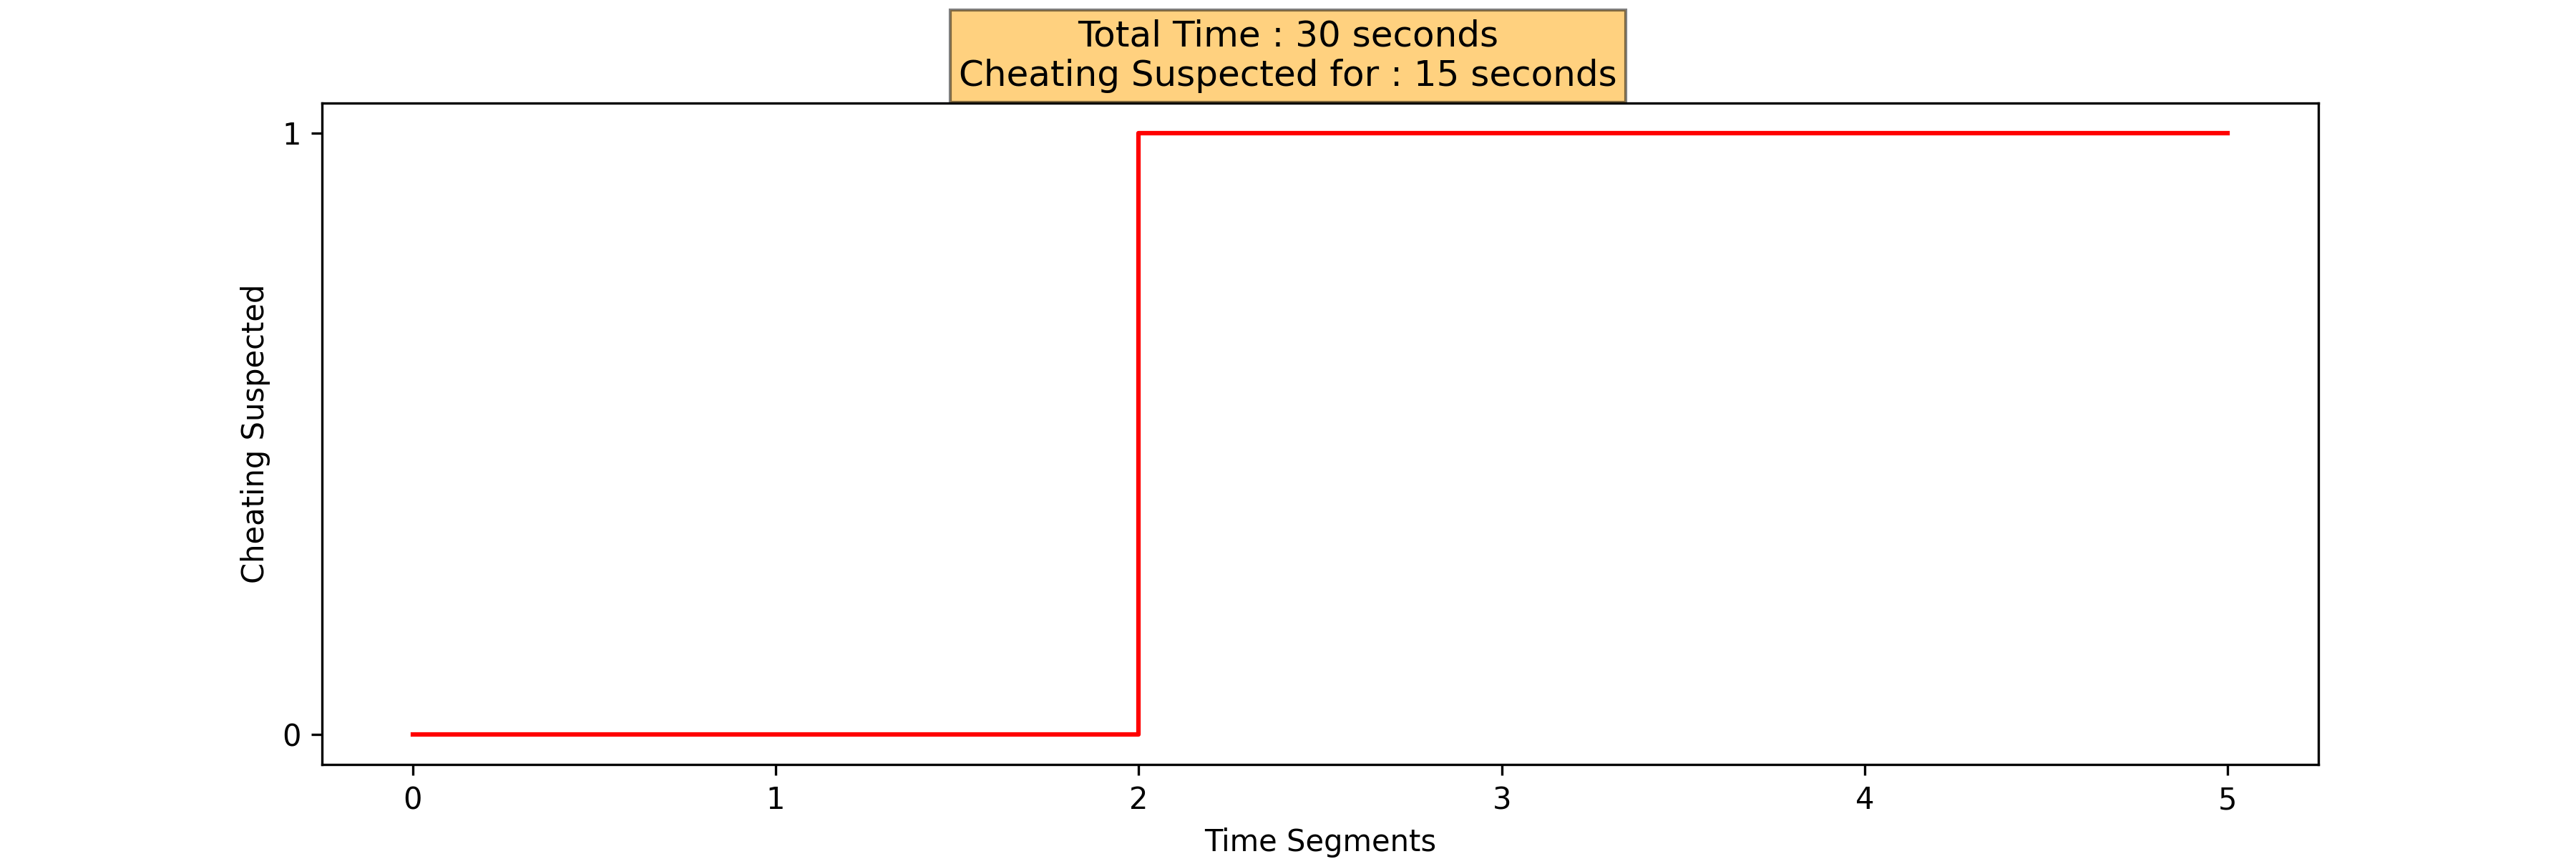 Total Time : 30 seconds
Cheating Suspected for : 15 seconds
1
Cheating Suspected
0
0 1 2 3 4 5
Time Segments